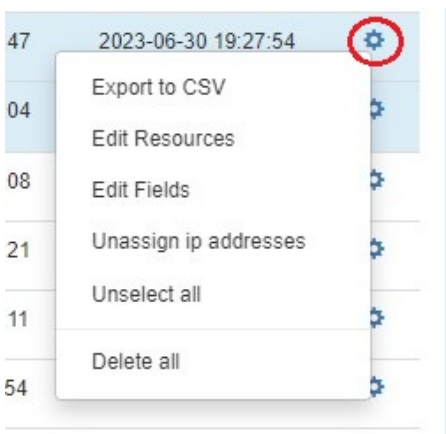 47 2023-06-30 19:27:54
Export to CSV
04
Edit Resources
08
Edit Fields
Unassign ip addresses
21
Unselect all
11
Delete all
54